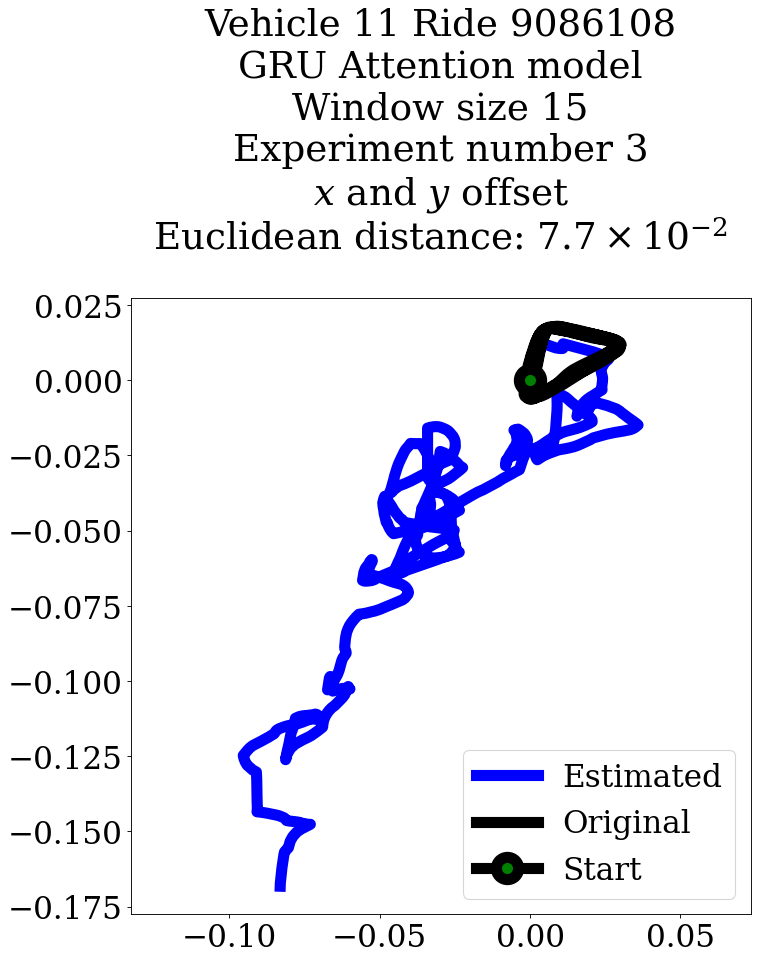 Vehicle 11 Ride 9086108
GRU Attention model
Window size 15
Experiment number 3
x and y offset
Euclidean distance: 7.7 × 10⁻²
0.025
0.000
−0.025
−0.050
−0.075
−0.100
−0.125
−0.150
−0.175
Estimated
Original
Start
−0.10 −0.05 0.00 0.05